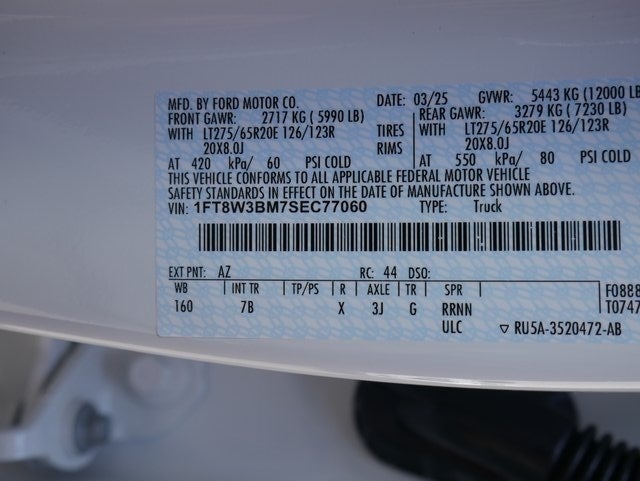 MFD. BY FORD MOTOR CO. DATE: 03/25 GVWR: 5443 KG (12000 LB
FRONT GAWR: 2717 KG ( 5990 LB) REAR GAWR: 3279 KG ( 7230 LB)
WITH LT275/65R20E 126/123R TIRES WITH LT275/65R20E 126/123R
20X8.0J RIMS 20X8.0J
AT 420 kPa/ 60 PSI COLD AT 550 kPa/ 80 PSI COLD
THIS VEHICLE CONFORMS TO ALL APPLICABLE FEDERAL MOTOR VEHICLE
SAFETY STANDARDS IN EFFECT ON THE DATE OF MANUFACTURE SHOWN ABOVE.
VIN: 1FT8W3BM7SEC77060 TYPE: Truck
EXT PNT: AZ RC: 44 DSO:
WB INT TR TP/PS R AXLE TR SPR F0888
160 7B X 3J G RRNN T0747
ULC ▽ RU5A-3520472-AB